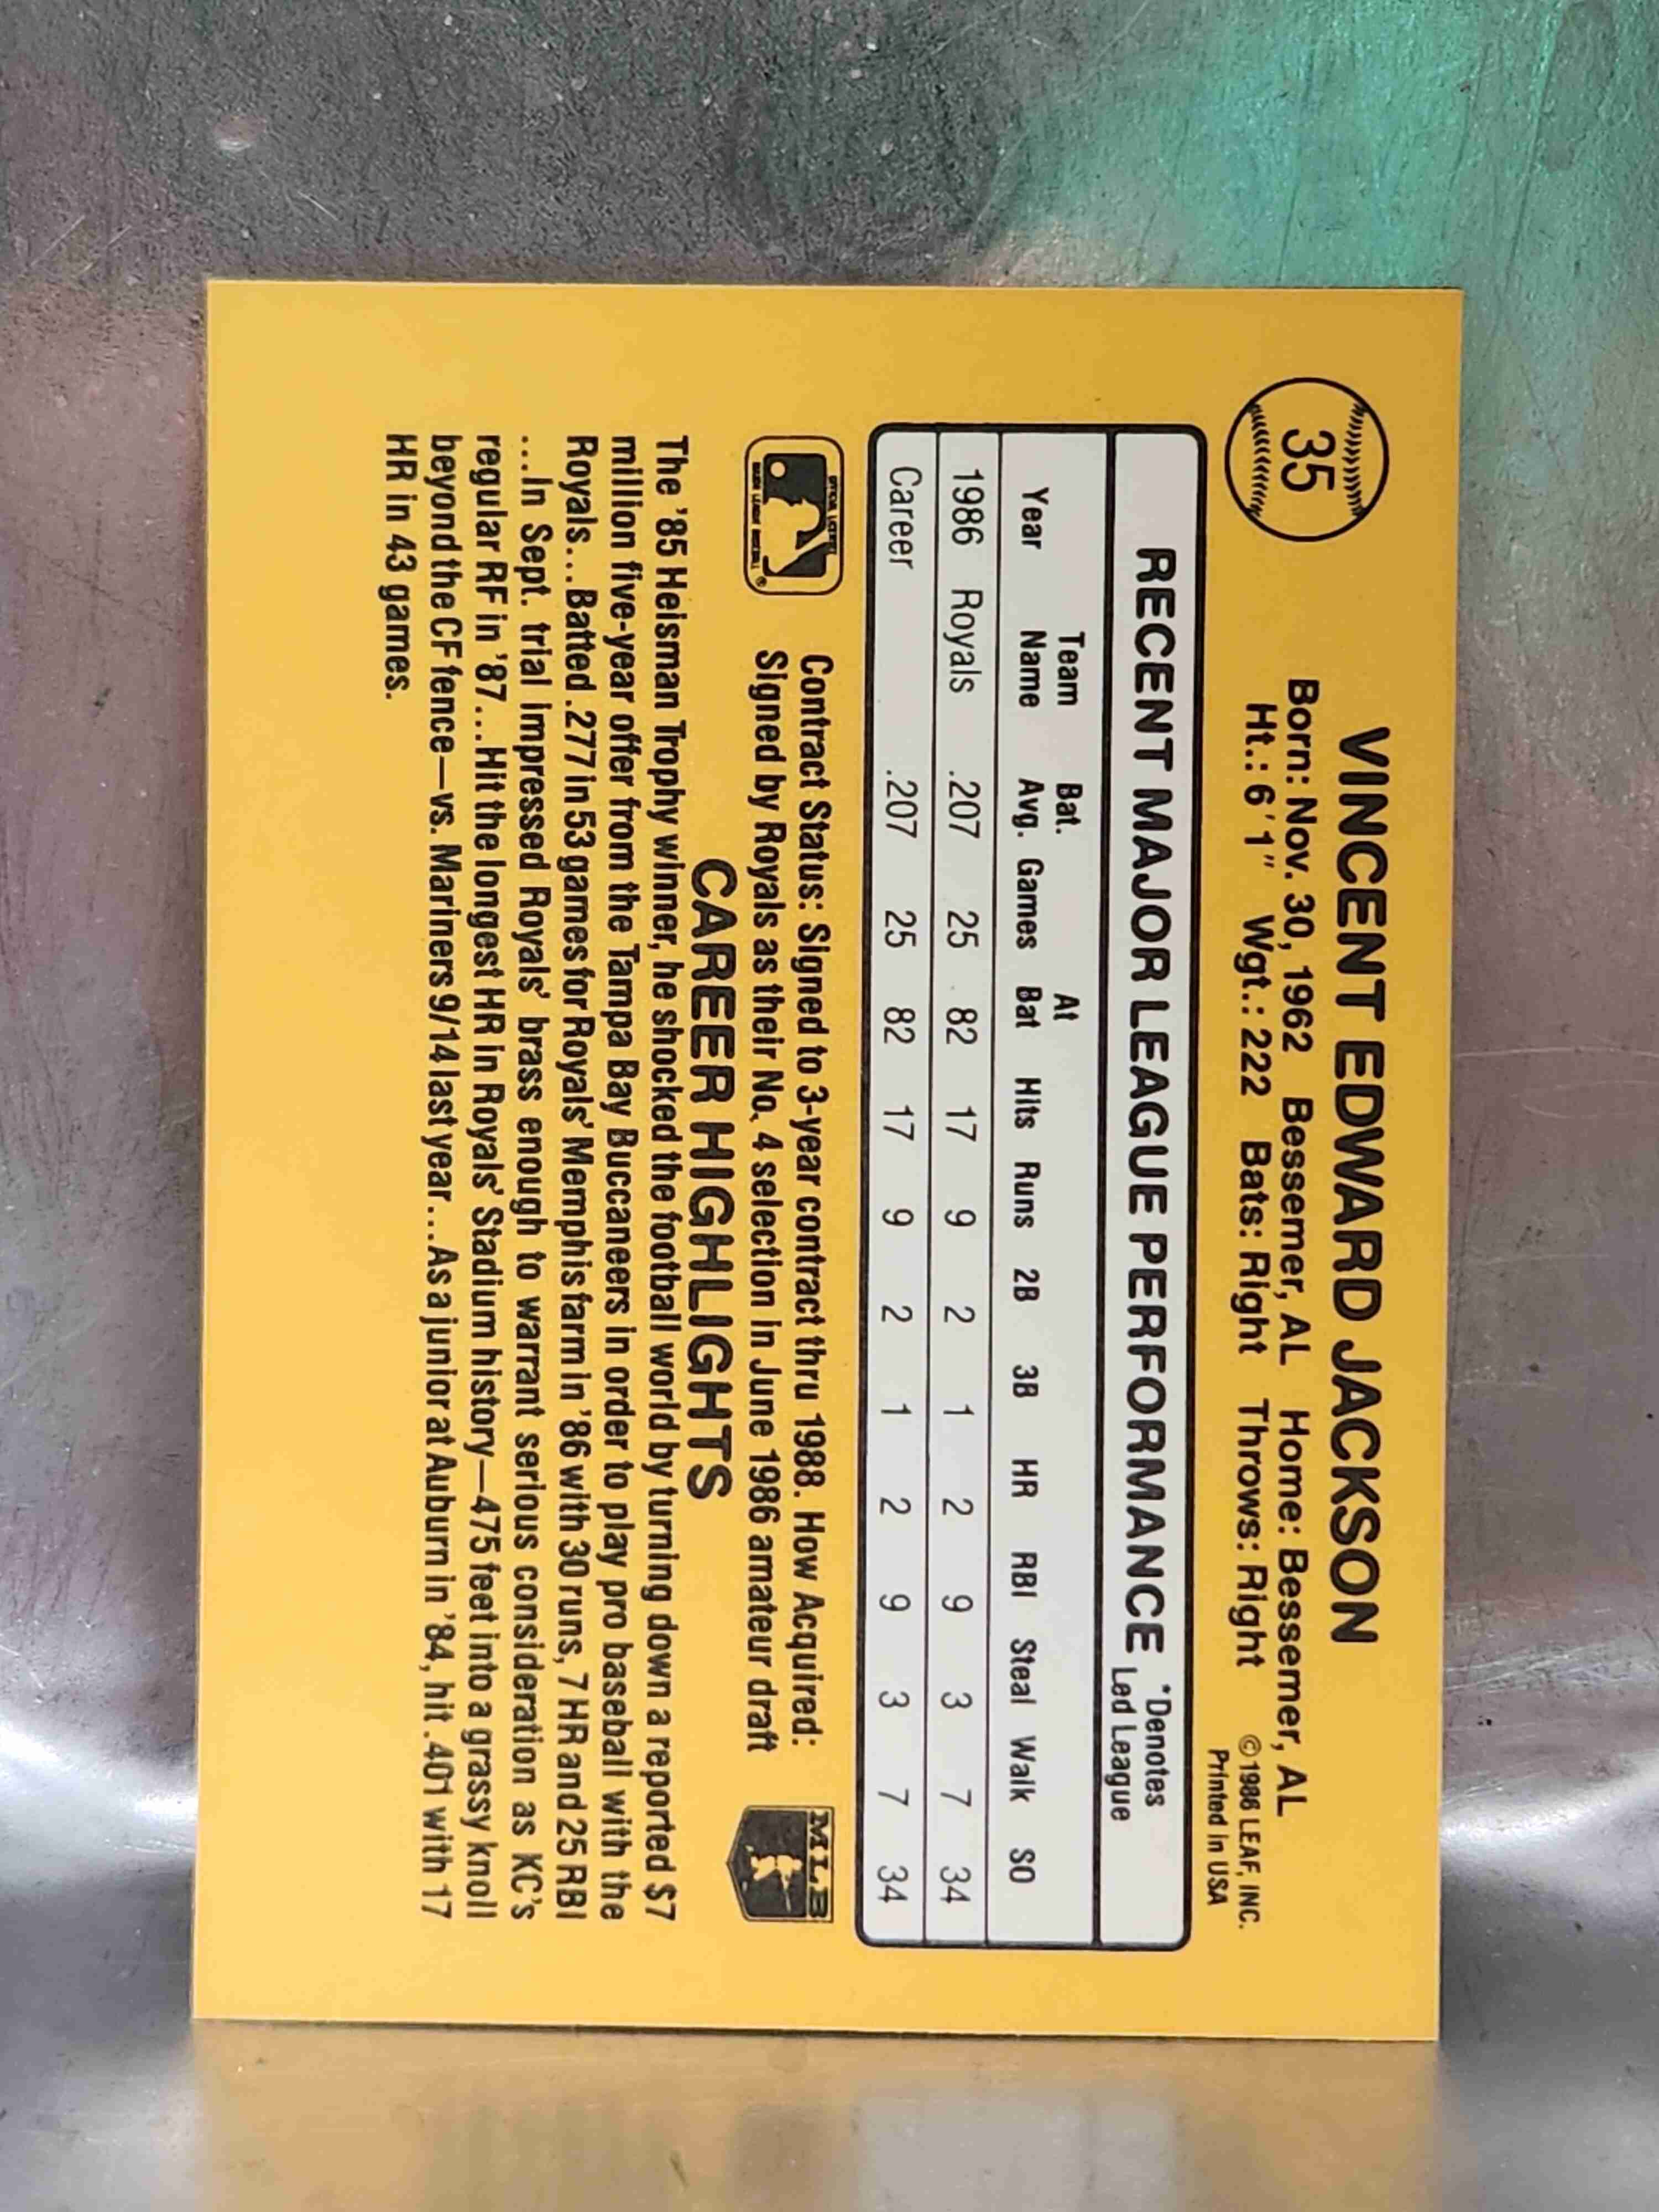 35
VINCENT EDWARD JACKSON
Born: Nov. 30, 1962 Bessemer, AL Home: Bessemer, AL
Ht.: 6'1" Wgt.: 222 Bats: Right Throws: Right
©1986 LEAF, INC.
Printed in USA
RECENT MAJOR LEAGUE PERFORMANCE *Denotes Led League
Year Team Name Bat. Avg. Games At Bat Hits Runs 2B 3B HR RBI Steal Walk SO
1986 Royals .207 25 82 17 9 2 1 2 9 3 7 34
Career .207 25 82 17 9 2 1 2 9 3 7 34
Contract Status: Signed to 3-year contract thru 1988. How Acquired:
Signed by Royals as their No. 4 selection in June 1986 amateur draft
MLB
CAREER HIGHLIGHTS
The '85 Heisman Trophy winner, he shocked the football world by turning down a reported $7
million five-year offer from the Tampa Bay Buccaneers in order to play pro baseball with the
Royals...Batted .277 in 53 games for Royals' Memphis farm in '86 with 30 runs, 7 HR and 25 RBI
...In Sept. trial impressed Royals' brass enough to warrant serious consideration as KC's
regular RF in '87...Hit the longest HR in Royals' Stadium history—475 feet into a grassy knoll
beyond the CF fence—vs. Mariners 9/14 last year...As a junior at Auburn in '84, hit .401 with 17
HR in 43 games.